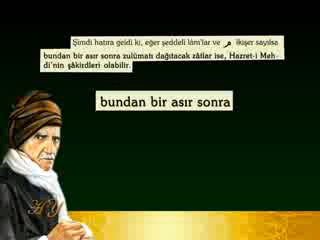 Şimdi hatıra geldi ki, eğer şeddeli lâm'lar ve م ikişer sayılsa
bundan bir asır sonra zulümatı dağıtacak zâtlar ise, Hazret-i Meh-
di'nin şâkirdleri olabilir.
bundan bir asır sonra
HY